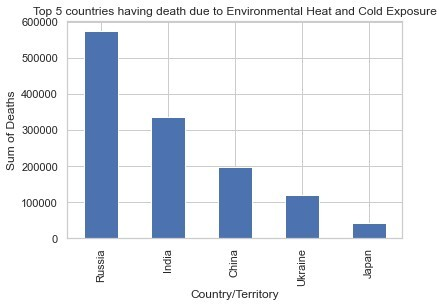 Top 5 countries having death due to Environmental Heat and Cold Exposure
600000
500000
400000
300000
200000
100000
0
Sum of Deaths
Russia
India
China
Ukraine
Japan
Country/Territory